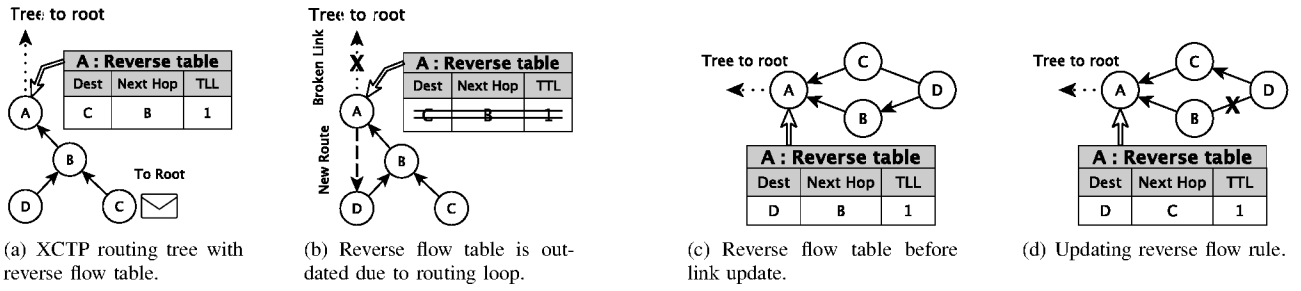 Tree to root
A : Reverse table
Dest Next Hop TLL
C B 1
A
B
To Root
D C
(a) XCTP routing tree with
reverse flow table.
Tree to root
Broken Link
X
A : Reverse table
Dest Next Hop TTL
C B 1
A
New Route
B
D C
(b) Reverse flow table is out-
dated due to routing loop.
Tree to root
C
A D
B
A : Reverse table
Dest Next Hop TLL
D B 1
(c) Reverse flow table before
link update.
Tree to root
C
A D
B X
A : Reverse table
Dest Next Hop TTL
D C 1
(d) Updating reverse flow rule.